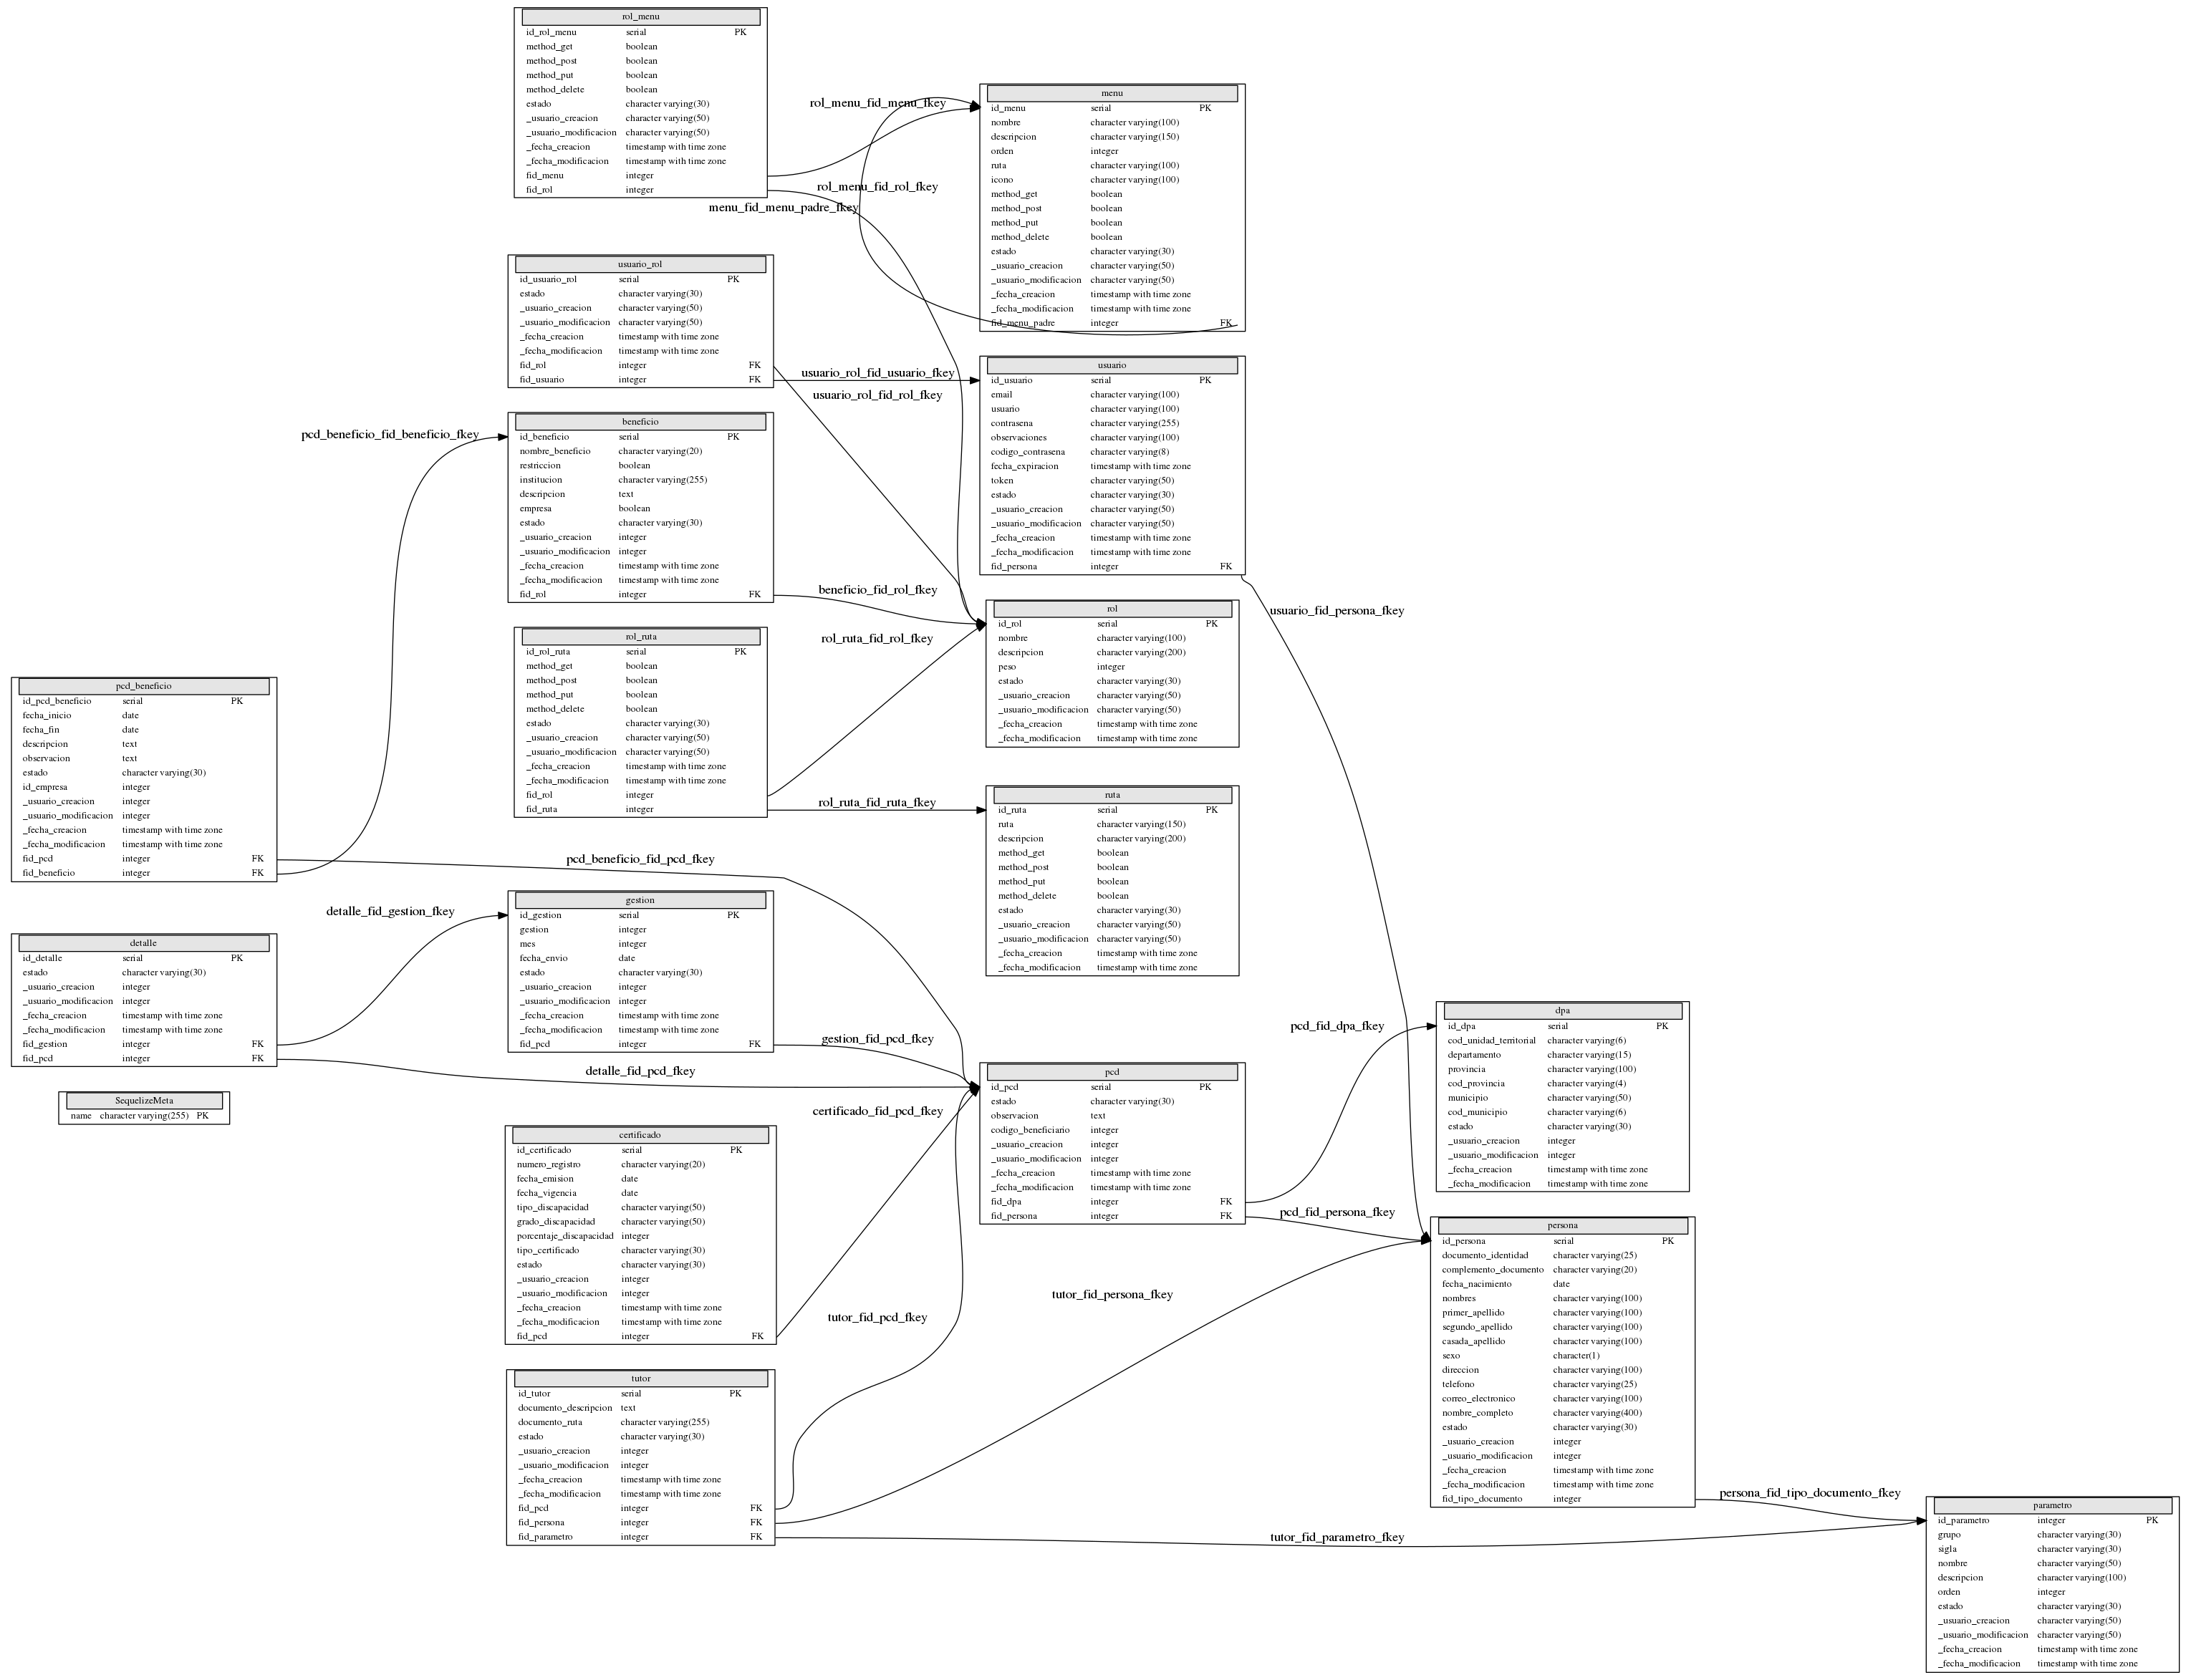 rol_menu
id_rol_menu serial PK
method_get boolean
method_post boolean
method_put boolean
method_delete boolean
estado character varying(30)
_usuario_creacion character varying(50)
_usuario_modificacion character varying(50)
_fecha_creacion timestamp with time zone
_fecha_modificacion timestamp with time zone
fid_menu integer
fid_rol integer
rol_menu_fid_menu_fkey
rol_menu_fid_rol_fkey
menu_fid_menu_padre_fkey
menu
id_menu serial PK
nombre character varying(100)
descripcion character varying(150)
orden integer
ruta character varying(100)
icono character varying(100)
method_get boolean
method_post boolean
method_put boolean
method_delete boolean
estado character varying(30)
_usuario_creacion character varying(50)
_usuario_modificacion character varying(50)
_fecha_creacion timestamp with time zone
_fecha_modificacion timestamp with time zone
fid_menu_padre integer FK
usuario_rol
id_usuario_rol serial PK
estado character varying(30)
_usuario_creacion character varying(50)
_usuario_modificacion character varying(50)
_fecha_creacion timestamp with time zone
_fecha_modificacion timestamp with time zone
fid_rol integer FK
fid_usuario integer FK
usuario_rol_fid_usuario_fkey
usuario_rol_fid_rol_fkey
usuario
id_usuario serial PK
email character varying(100)
usuario character varying(100)
contrasena character varying(255)
observaciones character varying(100)
codigo_contrasena character varying(8)
fecha_expiracion timestamp with time zone
token character varying(50)
estado character varying(30)
_usuario_creacion character varying(50)
_usuario_modificacion character varying(50)
_fecha_creacion timestamp with time zone
_fecha_modificacion timestamp with time zone
fid_persona integer FK
usuario_fid_persona_fkey
pcd_beneficio_fid_beneficio_fkey
beneficio
id_beneficio serial PK
nombre_beneficio character varying(20)
restriccion boolean
institucion character varying(255)
descripcion text
empresa boolean
estado character varying(30)
_usuario_creacion integer
_usuario_modificacion integer
_fecha_creacion timestamp with time zone
_fecha_modificacion timestamp with time zone
fid_rol integer FK
beneficio_fid_rol_fkey
rol_ruta_fid_rol_fkey
rol
id_rol serial PK
nombre character varying(100)
descripcion character varying(200)
peso integer
estado character varying(30)
_usuario_creacion character varying(50)
_usuario_modificacion character varying(50)
_fecha_creacion timestamp with time zone
_fecha_modificacion timestamp with time zone
rol_ruta
id_rol_ruta serial PK
method_get boolean
method_post boolean
method_put boolean
method_delete boolean
estado character varying(30)
_usuario_creacion character varying(50)
_usuario_modificacion character varying(50)
_fecha_creacion timestamp with time zone
_fecha_modificacion timestamp with time zone
fid_rol integer
fid_ruta integer
rol_ruta_fid_ruta_fkey
ruta
id_ruta serial PK
ruta character varying(150)
descripcion character varying(200)
method_get boolean
method_post boolean
method_put boolean
method_delete boolean
estado character varying(30)
_usuario_creacion character varying(50)
_usuario_modificacion character varying(50)
_fecha_creacion timestamp with time zone
_fecha_modificacion timestamp with time zone
pcd_beneficio
id_pcd_beneficio serial PK
fecha_inicio date
fecha_fin date
descripcion text
observacion text
estado character varying(30)
id_empresa integer
_usuario_creacion integer
_usuario_modificacion integer
_fecha_creacion timestamp with time zone
_fecha_modificacion timestamp with time zone
fid_pcd integer FK
fid_beneficio integer FK
pcd_beneficio_fid_pcd_fkey
detalle_fid_gestion_fkey
detalle
id_detalle serial PK
estado character varying(30)
_usuario_creacion integer
_usuario_modificacion integer
_fecha_creacion timestamp with time zone
_fecha_modificacion timestamp with time zone
fid_gestion integer FK
fid_pcd integer FK
detalle_fid_pcd_fkey
SequelizeMeta
name character varying(255) PK
gestion
id_gestion serial PK
gestion integer
mes integer
fecha_envio date
estado character varying(30)
_usuario_creacion integer
_usuario_modificacion integer
_fecha_creacion timestamp with time zone
_fecha_modificacion timestamp with time zone
fid_pcd integer FK
gestion_fid_pcd_fkey
certificado_fid_pcd_fkey
pcd
id_pcd serial PK
estado character varying(30)
observacion text
codigo_beneficiario integer
_usuario_creacion integer
_usuario_modificacion integer
_fecha_creacion timestamp with time zone
_fecha_modificacion timestamp with time zone
fid_dpa integer FK
fid_persona integer FK
pcd_fid_dpa_fkey
pcd_fid_persona_fkey
dpa
id_dpa serial PK
cod_unidad_territorial character varying(6)
departamento character varying(15)
provincia character varying(100)
cod_provincia character varying(4)
municipio character varying(50)
cod_municipio character varying(6)
estado character varying(30)
_usuario_creacion integer
_usuario_modificacion integer
_fecha_creacion timestamp with time zone
_fecha_modificacion timestamp with time zone
certificado
id_certificado serial PK
numero_registro character varying(20)
fecha_emision date
fecha_vigencia date
tipo_discapacidad character varying(50)
grado_discapacidad character varying(50)
porcentaje_discapacidad integer
tipo_certificado character varying(30)
estado character varying(30)
_usuario_creacion integer
_usuario_modificacion integer
_fecha_creacion timestamp with time zone
_fecha_modificacion timestamp with time zone
fid_pcd integer FK
tutor_fid_pcd_fkey
tutor_fid_persona_fkey
persona
id_persona serial PK
documento_identidad character varying(25)
complemento_documento character varying(20)
fecha_nacimiento date
nombres character varying(100)
primer_apellido character varying(100)
segundo_apellido character varying(100)
casada_apellido character varying(100)
sexo character(1)
direccion character varying(100)
telefono character varying(25)
correo_electronico character varying(100)
nombre_completo character varying(400)
estado character varying(30)
_usuario_creacion integer
_usuario_modificacion integer
_fecha_creacion timestamp with time zone
_fecha_modificacion timestamp with time zone
fid_tipo_documento integer
persona_fid_tipo_documento_fkey
tutor
id_tutor serial PK
documento_descripcion text
documento_ruta character varying(255)
estado character varying(30)
_usuario_creacion integer
_usuario_modificacion integer
_fecha_creacion timestamp with time zone
_fecha_modificacion timestamp with time zone
fid_pcd integer FK
fid_persona integer FK
fid_parametro integer FK
tutor_fid_parametro_fkey
parametro
id_parametro integer PK
grupo character varying(30)
sigla character varying(30)
nombre character varying(50)
descripcion character varying(100)
orden integer
estado character varying(30)
_usuario_creacion character varying(50)
_usuario_modificacion character varying(50)
_fecha_creacion timestamp with time zone
_fecha_modificacion timestamp with time zone